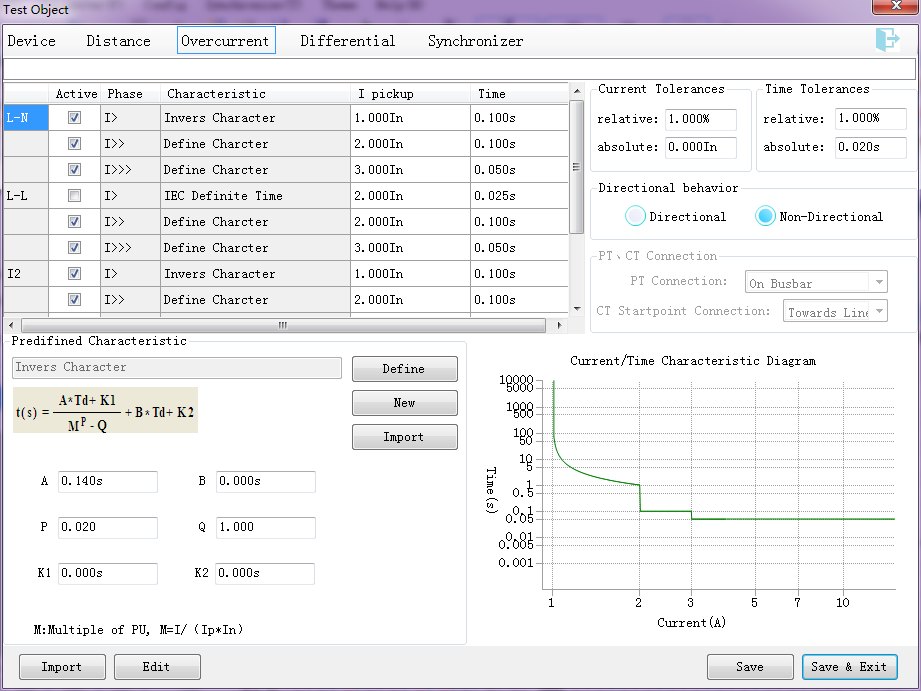 Test Object
Device Distance Overcurrent Differential Synchronizer
Active Phase Characteristic I pickup Time
L-N I> Invers Character 1.000In 0.100s
I>> Define Charcter 2.000In 0.100s
I>>> Define Charcter 3.000In 0.050s
L-L I> IEC Definite Time 2.000In 0.025s
I>> Define Charcter 2.000In 0.100s
I>>> Define Charcter 3.000In 0.050s
I2 I> Invers Character 1.000In 0.100s
I>> Define Charcter 2.000In 0.100s
Current Tolerances
relative: 1.000%
absolute: 0.000In
Time Tolerances
relative: 1.000%
absolute: 0.020s
Directional behavior
Directional Non-Directional
PT、CT Connection
PT Connection: On Busbar
CT Startpoint Connection: Towards Line
Predifined Characteristic
Invers Character
Define
New
Import
t(s) = A*Td+ K1 / M^P - Q + B*Td+ K2
A 0.140s B 0.000s
P 0.020 Q 1.000
K1 0.000s K2 0.000s
M:Multiple of PU, M=I/（Ip*In）
Current/Time Characteristic Diagram
10000
5000
1000
500
100
50
10
5
1
0.5
0.1
0.05
0.01
0.005
0.001
Time(s)
1 2 3 5 7 10
Current(A)
Import Edit Save Save & Exit